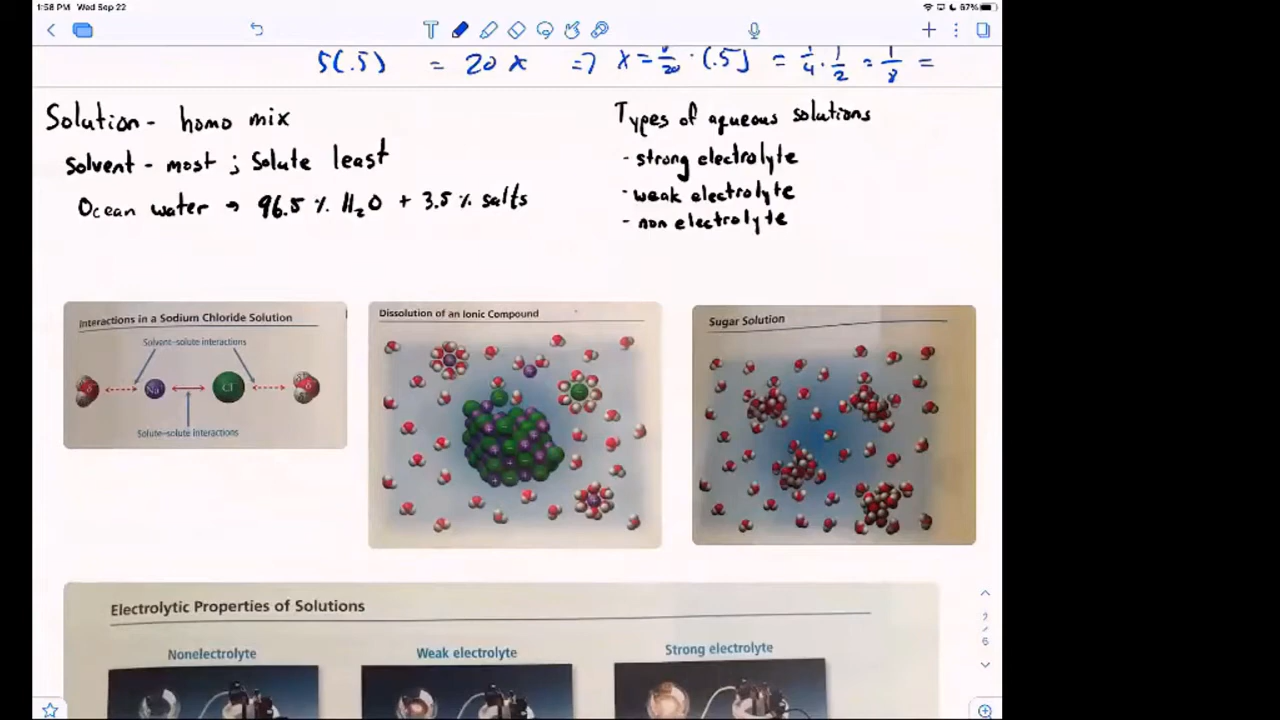 1:58 PM Wed Sep 22
67%
T
5(.5) = 20 x => x = /20 · (.5) = 1/4 · 1/2 = 1/8 =
Solution - homo mix
Solvent - most ; Solute least
Ocean water → 96.5 % H₂O + 3.5 % salts
Types of aqueous solutions
- strong electrolyte
- weak electrolyte
- non electrolyte
Interactions in a Sodium Chloride Solution
Solvent–solute interactions
Na
Cl⁻
Solute–solute interactions
Dissolution of an Ionic Compound
Sugar Solution
Electrolytic Properties of Solutions
Nonelectrolyte
Weak electrolyte
Strong electrolyte
2
/
6